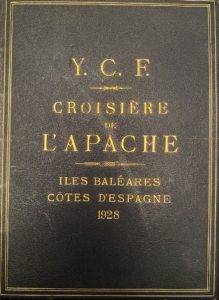 Y. C. F.
CROISIÈRE
DE
L'APACHE
ILES BALÉARES
CÔTES D'ESPAGNE
1928